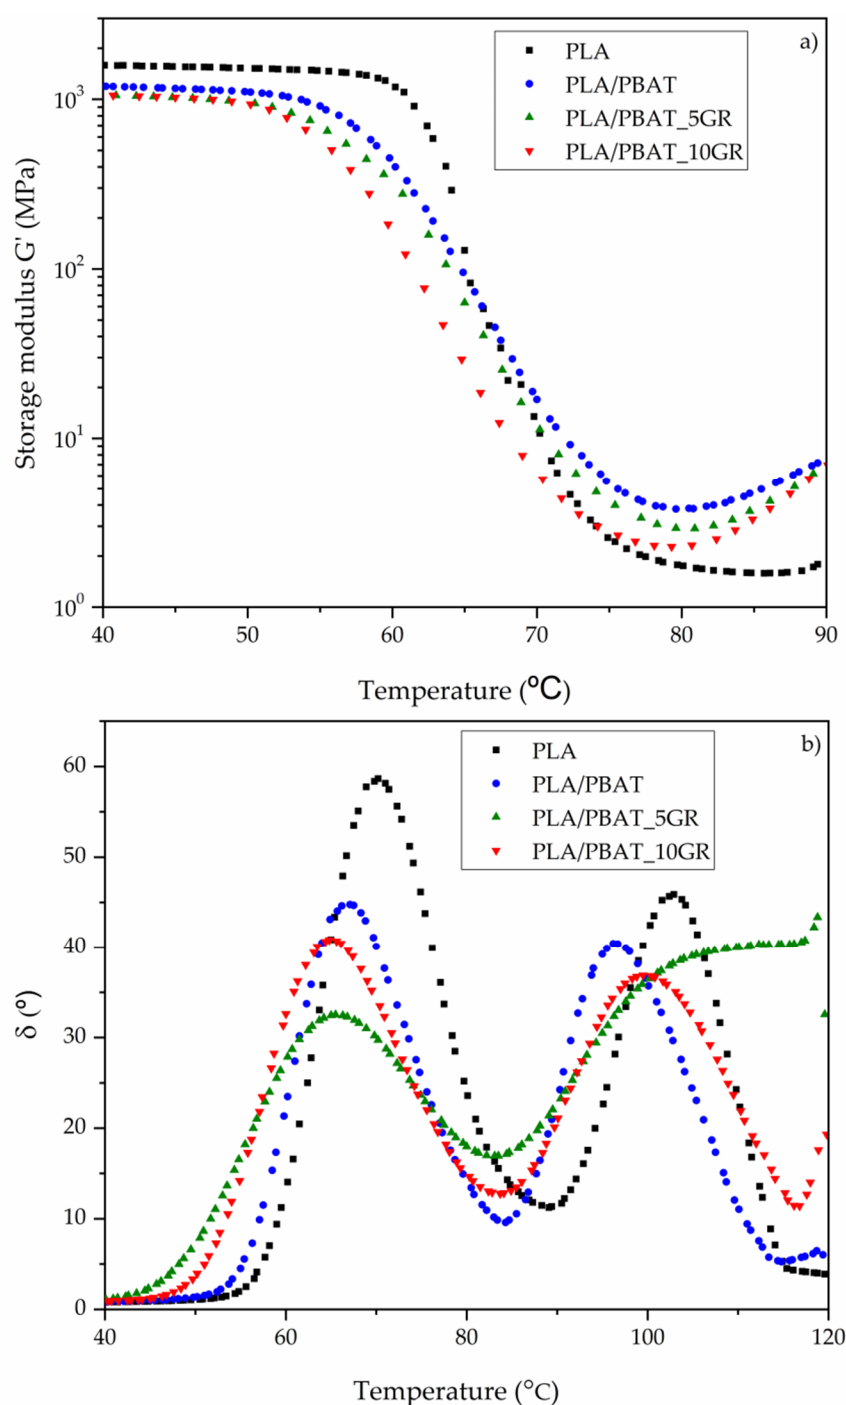 a)
PLA
PLA/PBAT
PLA/PBAT_5GR
PLA/PBAT_10GR
10³
10²
10¹
10⁰
Storage modulus G' (MPa)
40 50 60 70 80 90
Temperature (ºC)
b)
PLA
PLA/PBAT
PLA/PBAT_5GR
PLA/PBAT_10GR
60
50
40
30
20
10
0
δ (º)
40 60 80 100 120
Temperature (°C)